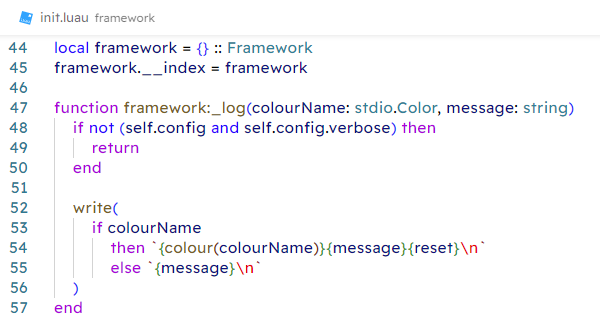 init.luau framework
44 local framework = {} :: Framework
45 framework.__index = framework
46
47 function framework:_log(colourName: stdio.Color, message: string)
48     if not (self.config and self.config.verbose) then
49         return
50     end
51
52     write(
53         if colourName
54             then `{colour(colourName)}{message}{reset}\n`
55             else `{message}\n`
56     )
57 end